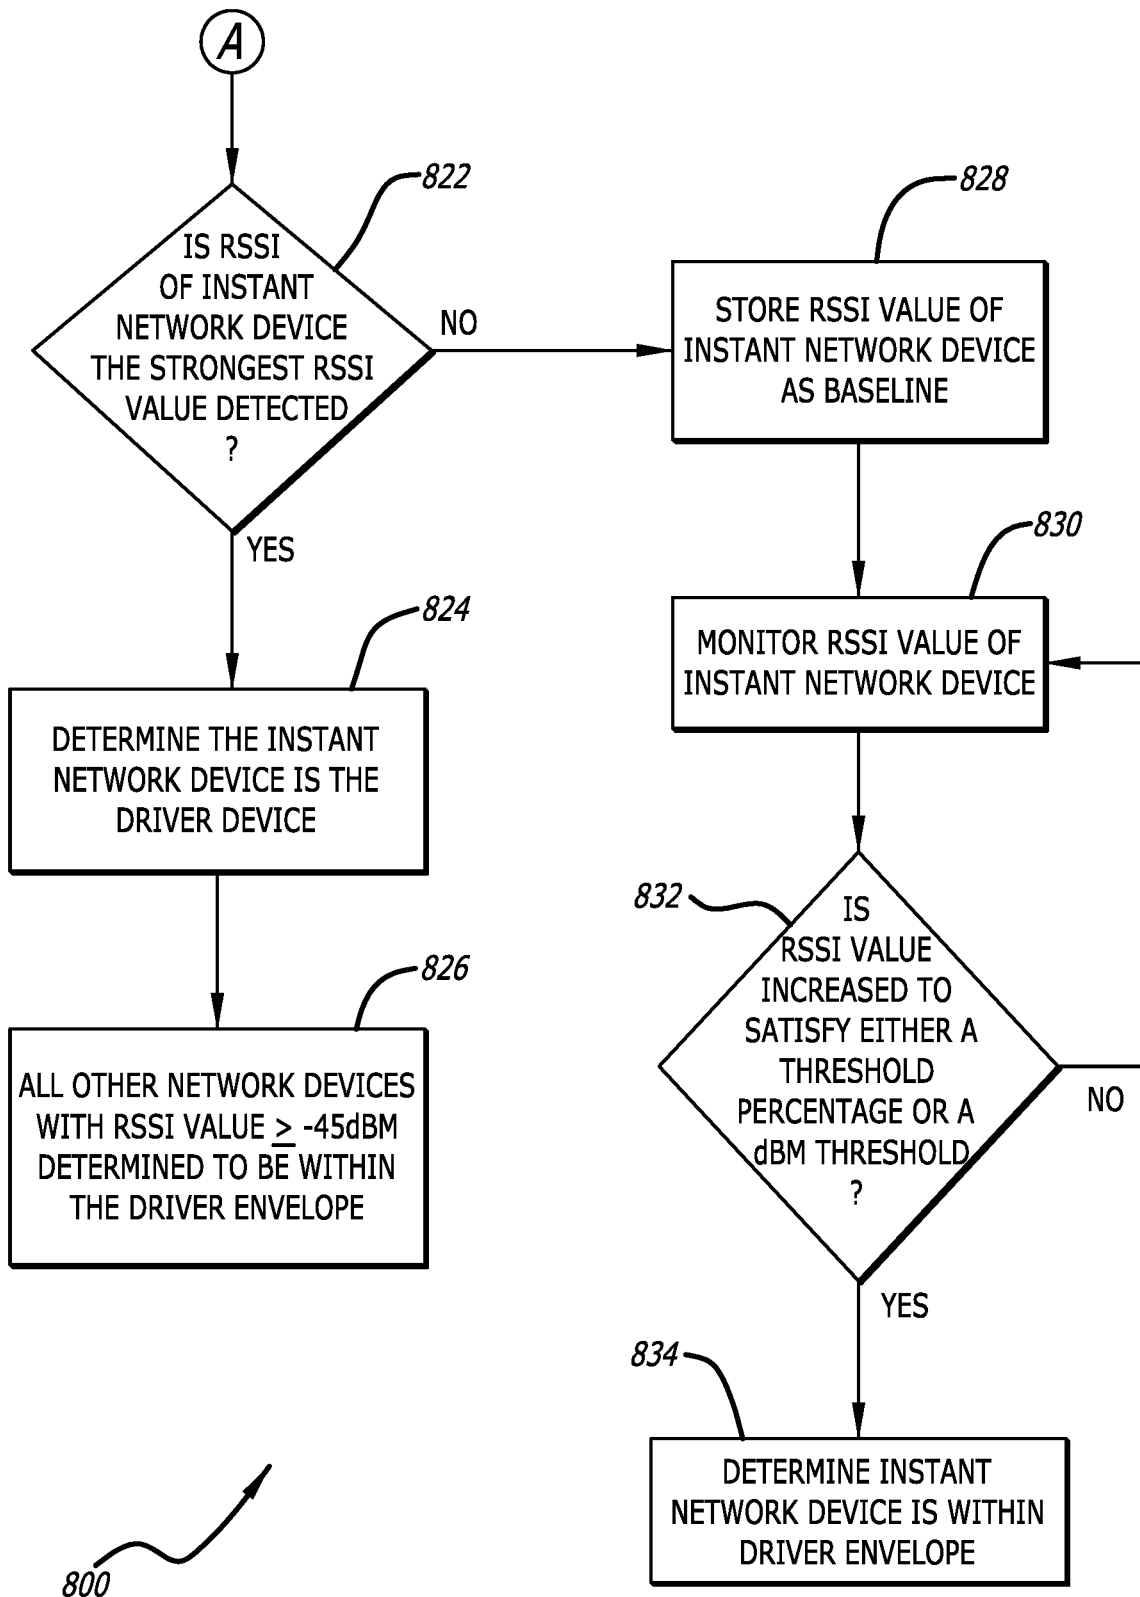 A
822
IS RSSI
OF INSTANT
NETWORK DEVICE
THE STRONGEST RSSI
VALUE DETECTED
?
NO
YES
824
DETERMINE THE INSTANT
NETWORK DEVICE IS THE
DRIVER DEVICE
826
ALL OTHER NETWORK DEVICES
WITH RSSI VALUE ≥ -45dBM
DETERMINED TO BE WITHIN
THE DRIVER ENVELOPE
828
STORE RSSI VALUE OF
INSTANT NETWORK DEVICE
AS BASELINE
830
MONITOR RSSI VALUE OF
INSTANT NETWORK DEVICE
832
IS
RSSI VALUE
INCREASED TO
SATISFY EITHER A
THRESHOLD
PERCENTAGE OR A
dBM THRESHOLD
?
NO
YES
834
DETERMINE INSTANT
NETWORK DEVICE IS WITHIN
DRIVER ENVELOPE
800